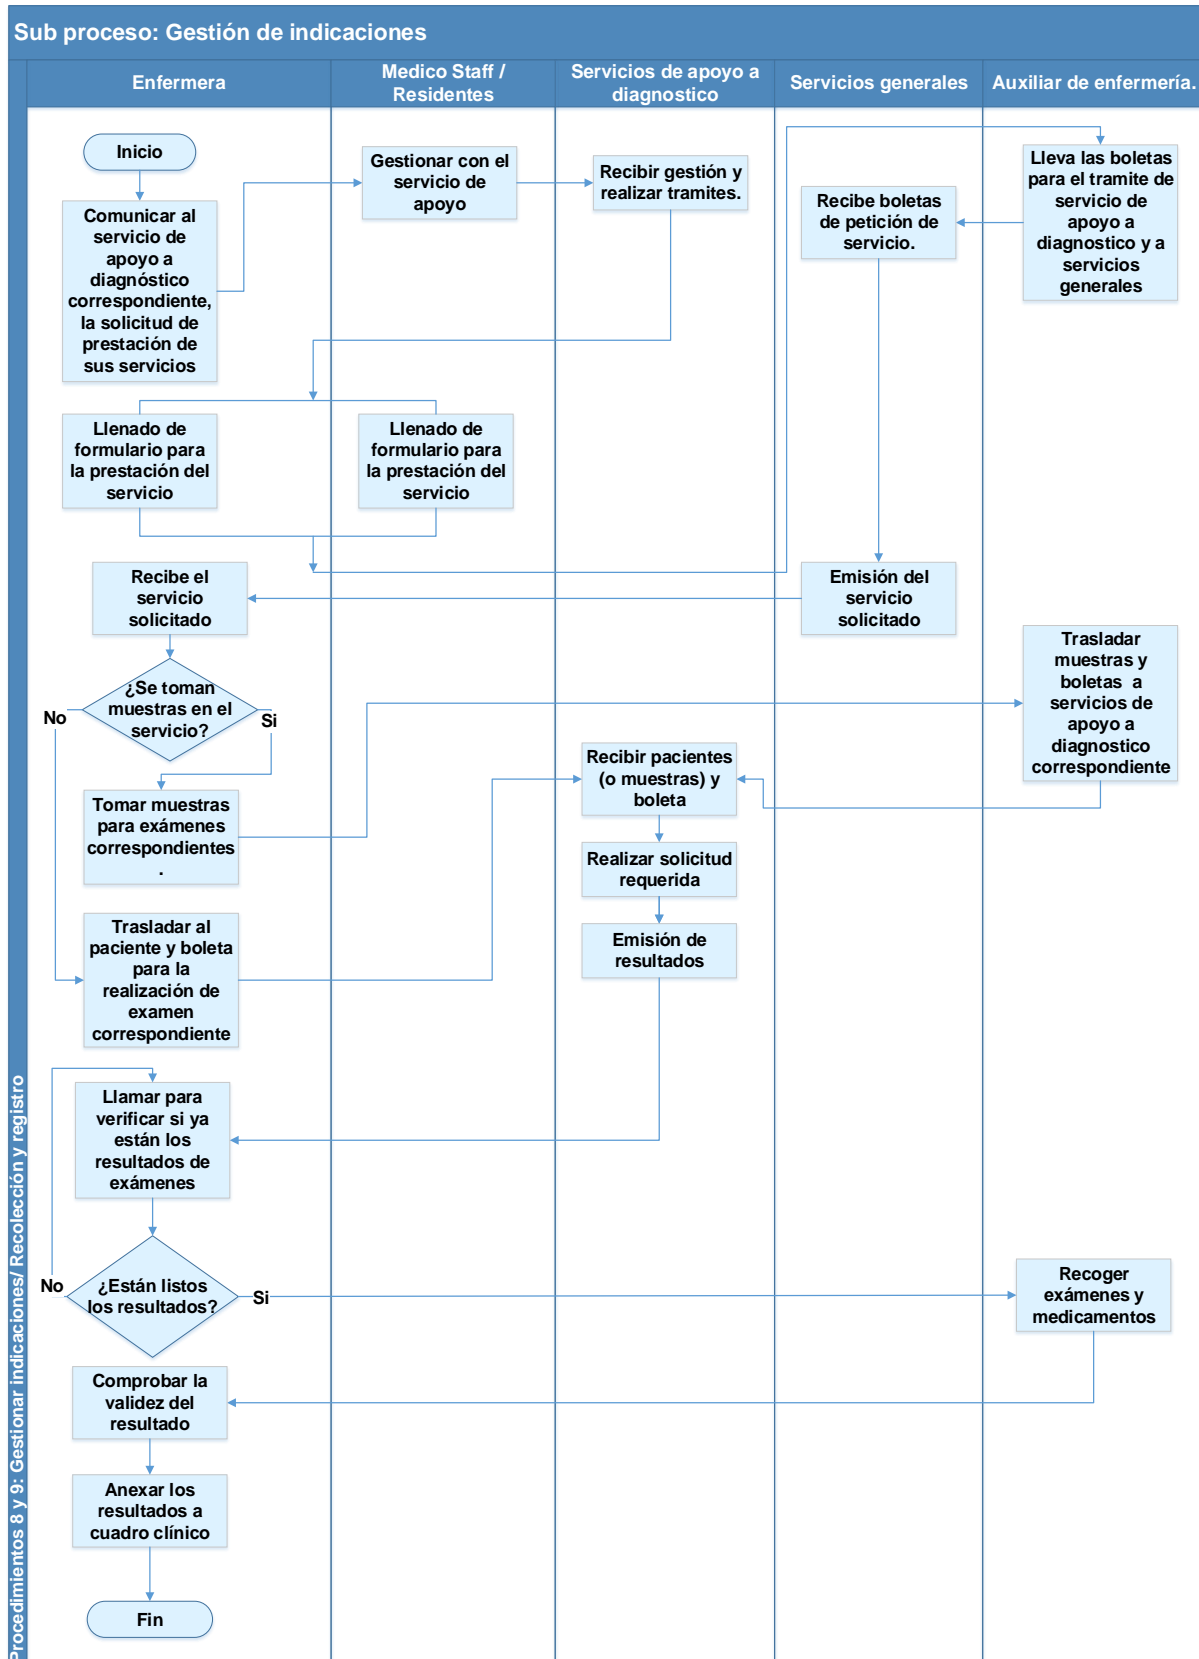 Sub proceso: Gestión de indicaciones
Enfermera
Medico Staff /
Residentes
Servicios de apoyo a
diagnostico
Servicios generales
Auxiliar de enfermería.
Inicio
Comunicar al
servicio de
apoyo a
diagnóstico
correspondiente,
la solicitud de
prestación de
sus servicios
Gestionar con el
servicio de
apoyo
Recibir gestión y
realizar tramites.
Recibe boletas
de petición de
servicio.
Lleva las boletas
para el tramite de
servicio de
apoyo a
diagnostico y a
servicios
generales
Llenado de
formulario para
la prestación del
servicio
Llenado de
formulario para
la prestación del
servicio
Recibe el
servicio
solicitado
Emisión del
servicio
solicitado
¿Se toman
muestras en el
servicio?
No
Si
Trasladar
muestras y
boletas a
servicios de
apoyo a
diagnostico
correspondiente
Recibir pacientes
(o muestras) y
boleta
Tomar muestras
para exámenes
correspondientes
.
Realizar solicitud
requerida
Trasladar al
paciente y boleta
para la
realización de
examen
correspondiente
Emisión de
resultados
Llamar para
verificar si ya
están los
resultados de
exámenes
¿Están listos
los resultados?
No
Si
Recoger
exámenes y
medicamentos
Comprobar la
validez del
resultado
Anexar los
resultados a
cuadro clínico
Fin
Procedimientos 8 y 9: Gestionar indicaciones/ Recolección y registro